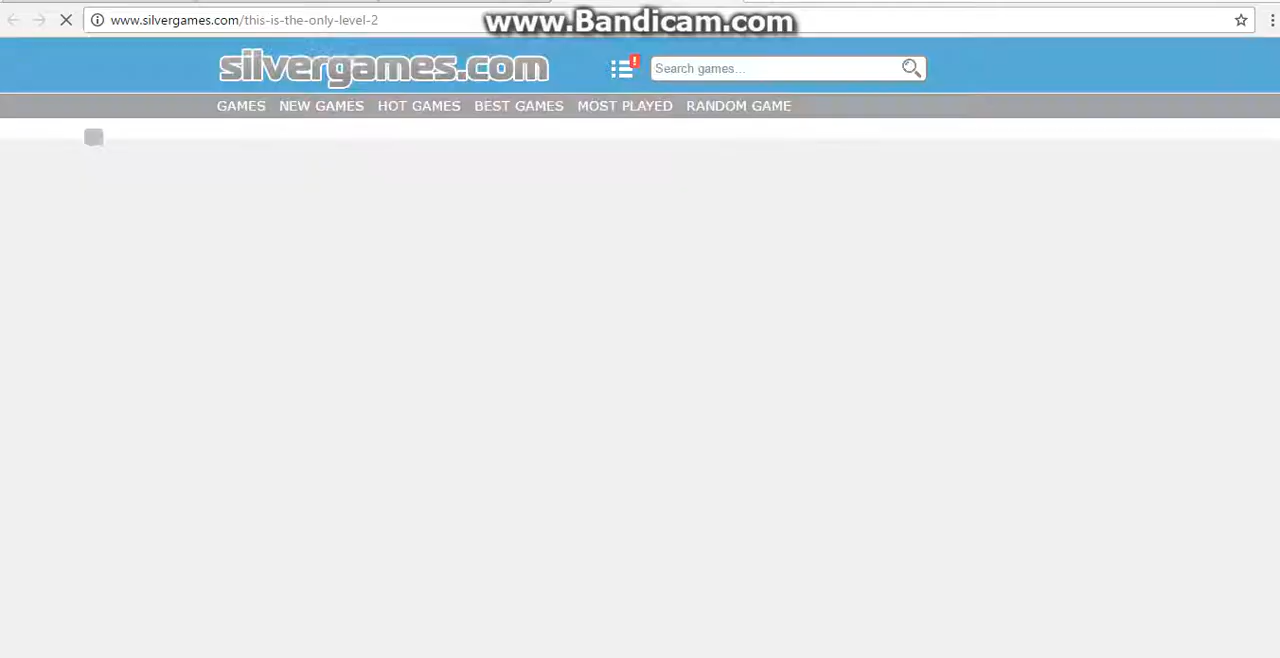 www.silvergames.com/this-is-the-only-level-2
www.Bandicam.com
silvergames.com
!
Search games...
GAMES NEW GAMES HOT GAMES BEST GAMES MOST PLAYED RANDOM GAME